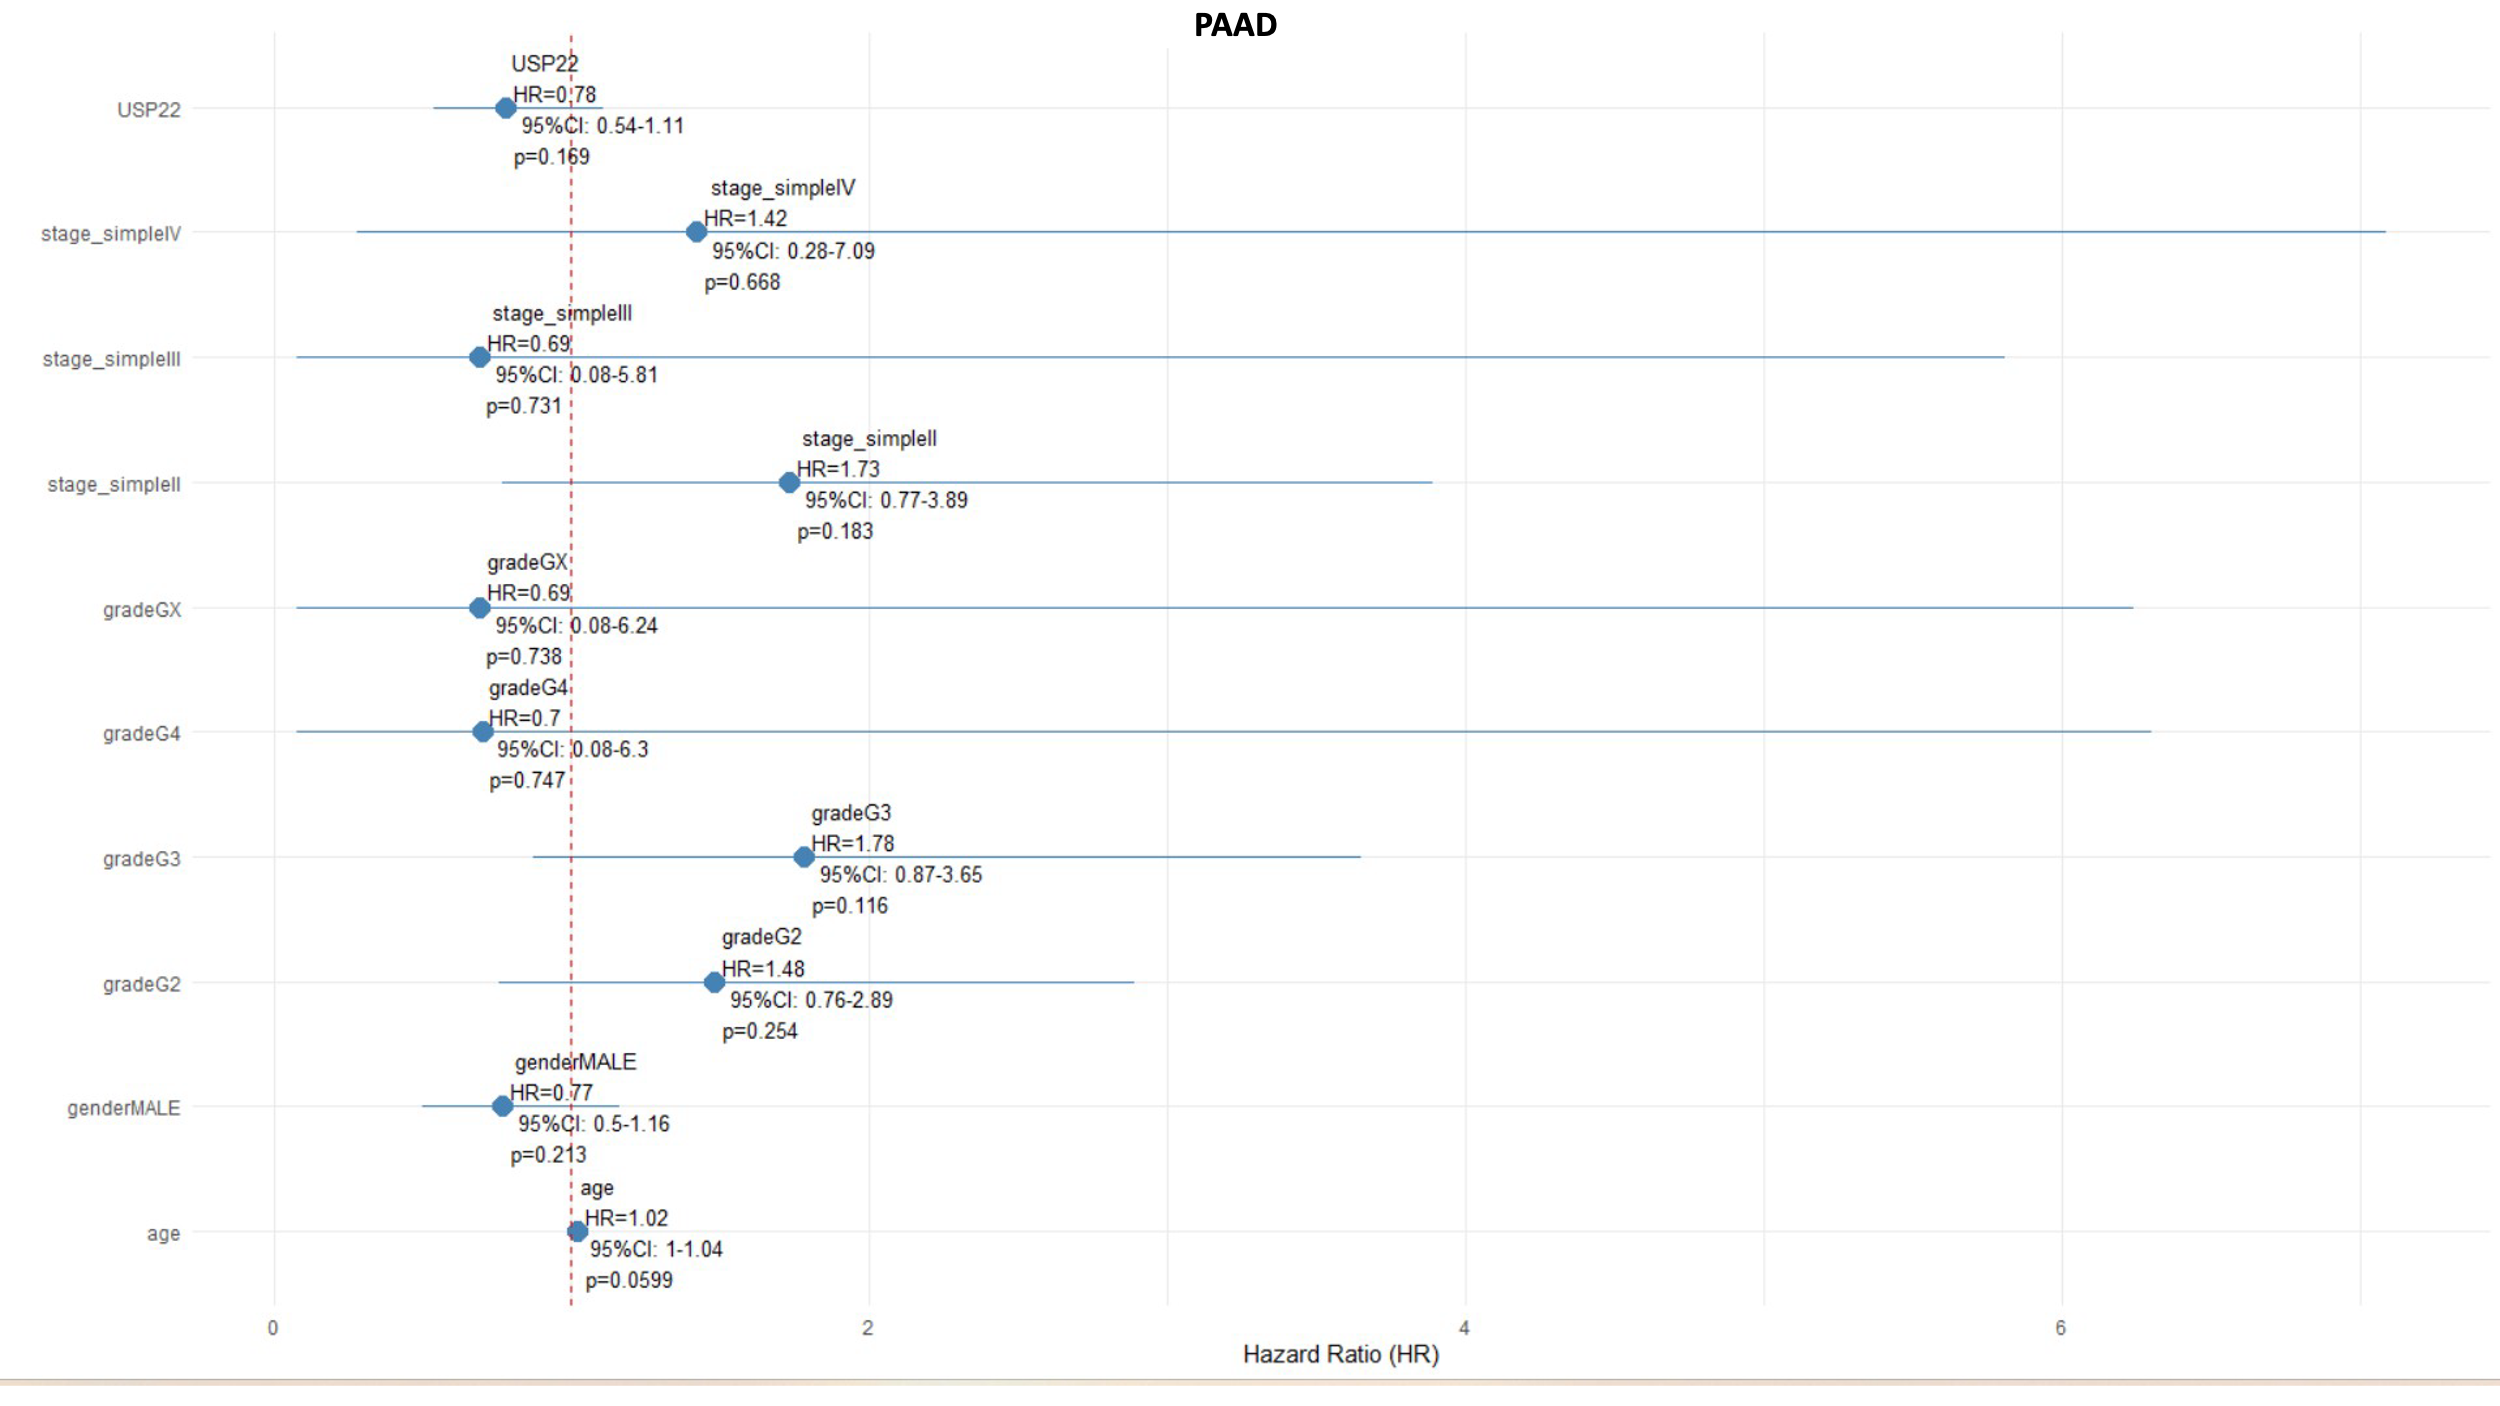 PAAD
USP22
USP22
HR=0.78
95%CI: 0.54-1.11
p=0.169
stage_simpleIV
stage_simpleIV
HR=1.42
95%CI: 0.28-7.09
p=0.668
stage_simpleIII
stage_simpleIII
HR=0.69
95%CI: 0.08-5.81
p=0.731
stage_simpleII
stage_simpleII
HR=1.73
95%CI: 0.77-3.89
p=0.183
gradeGX
gradeGX
HR=0.69
95%CI: 0.08-6.24
p=0.738
gradeG4
gradeG4
HR=0.7
95%CI: 0.08-6.3
p=0.747
gradeG3
gradeG3
HR=1.78
95%CI: 0.87-3.65
p=0.116
gradeG2
gradeG2
HR=1.48
95%CI: 0.76-2.89
p=0.254
genderMALE
genderMALE
HR=0.77
95%CI: 0.5-1.16
p=0.213
age
age
HR=1.02
95%CI: 1-1.04
p=0.0599
0 2 4 6
Hazard Ratio (HR)